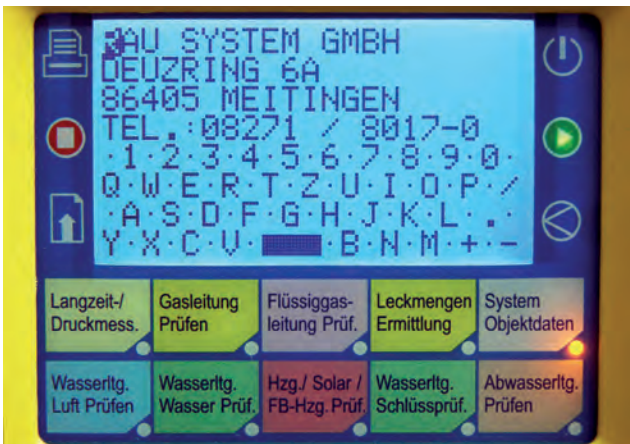 JAU SYSTEM GMBH
DEUZRING 6A
86405 MEITINGEN
TEL.:08271 / 8017-0
·1·2·3·4·5·6·7·8·9·0·
Q·W·E·R·T·Z·U·I·O·P·/
·A·S·D·F·G·H·J·K·L·.·
Y·X·C·V· ·B·N·M·+·-
Langzeit-/
Druckmess.
Gasleitung
Prüfen
Flüssiggas-
leitung Prüf.
Leckmengen
Ermittlung
System
Objektdaten
Wasserltg.
Luft Prüfen
Wasserltg.
Wasser Prüf.
Hzg./ Solar /
FB-Hzg. Prüf.
Wasserltg.
Schlüssprüf.
Abwasserltg.
Prüfen